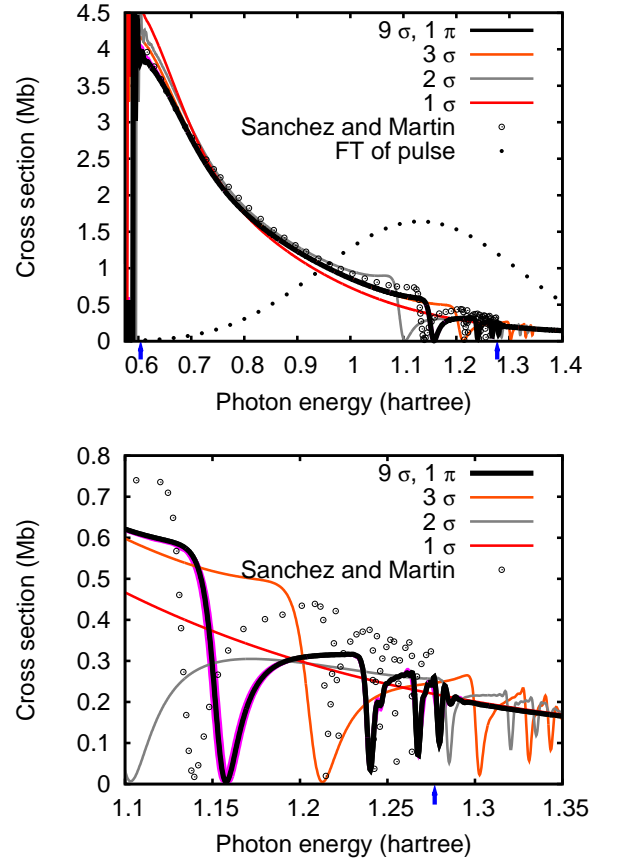 4.5
4
3.5
3
2.5
2
1.5
1
0.5
0
Cross section (Mb)
9 σ, 1 π
3 σ
2 σ
1 σ
Sanchez and Martin
FT of pulse
0.6 0.7 0.8 0.9 1 1.1 1.2 1.3 1.4
Photon energy (hartree)
0.8
0.7
0.6
0.5
0.4
0.3
0.2
0.1
0
Cross section (Mb)
9 σ, 1 π
3 σ
2 σ
1 σ
Sanchez and Martin
1.1 1.15 1.2 1.25 1.3 1.35
Photon energy (hartree)